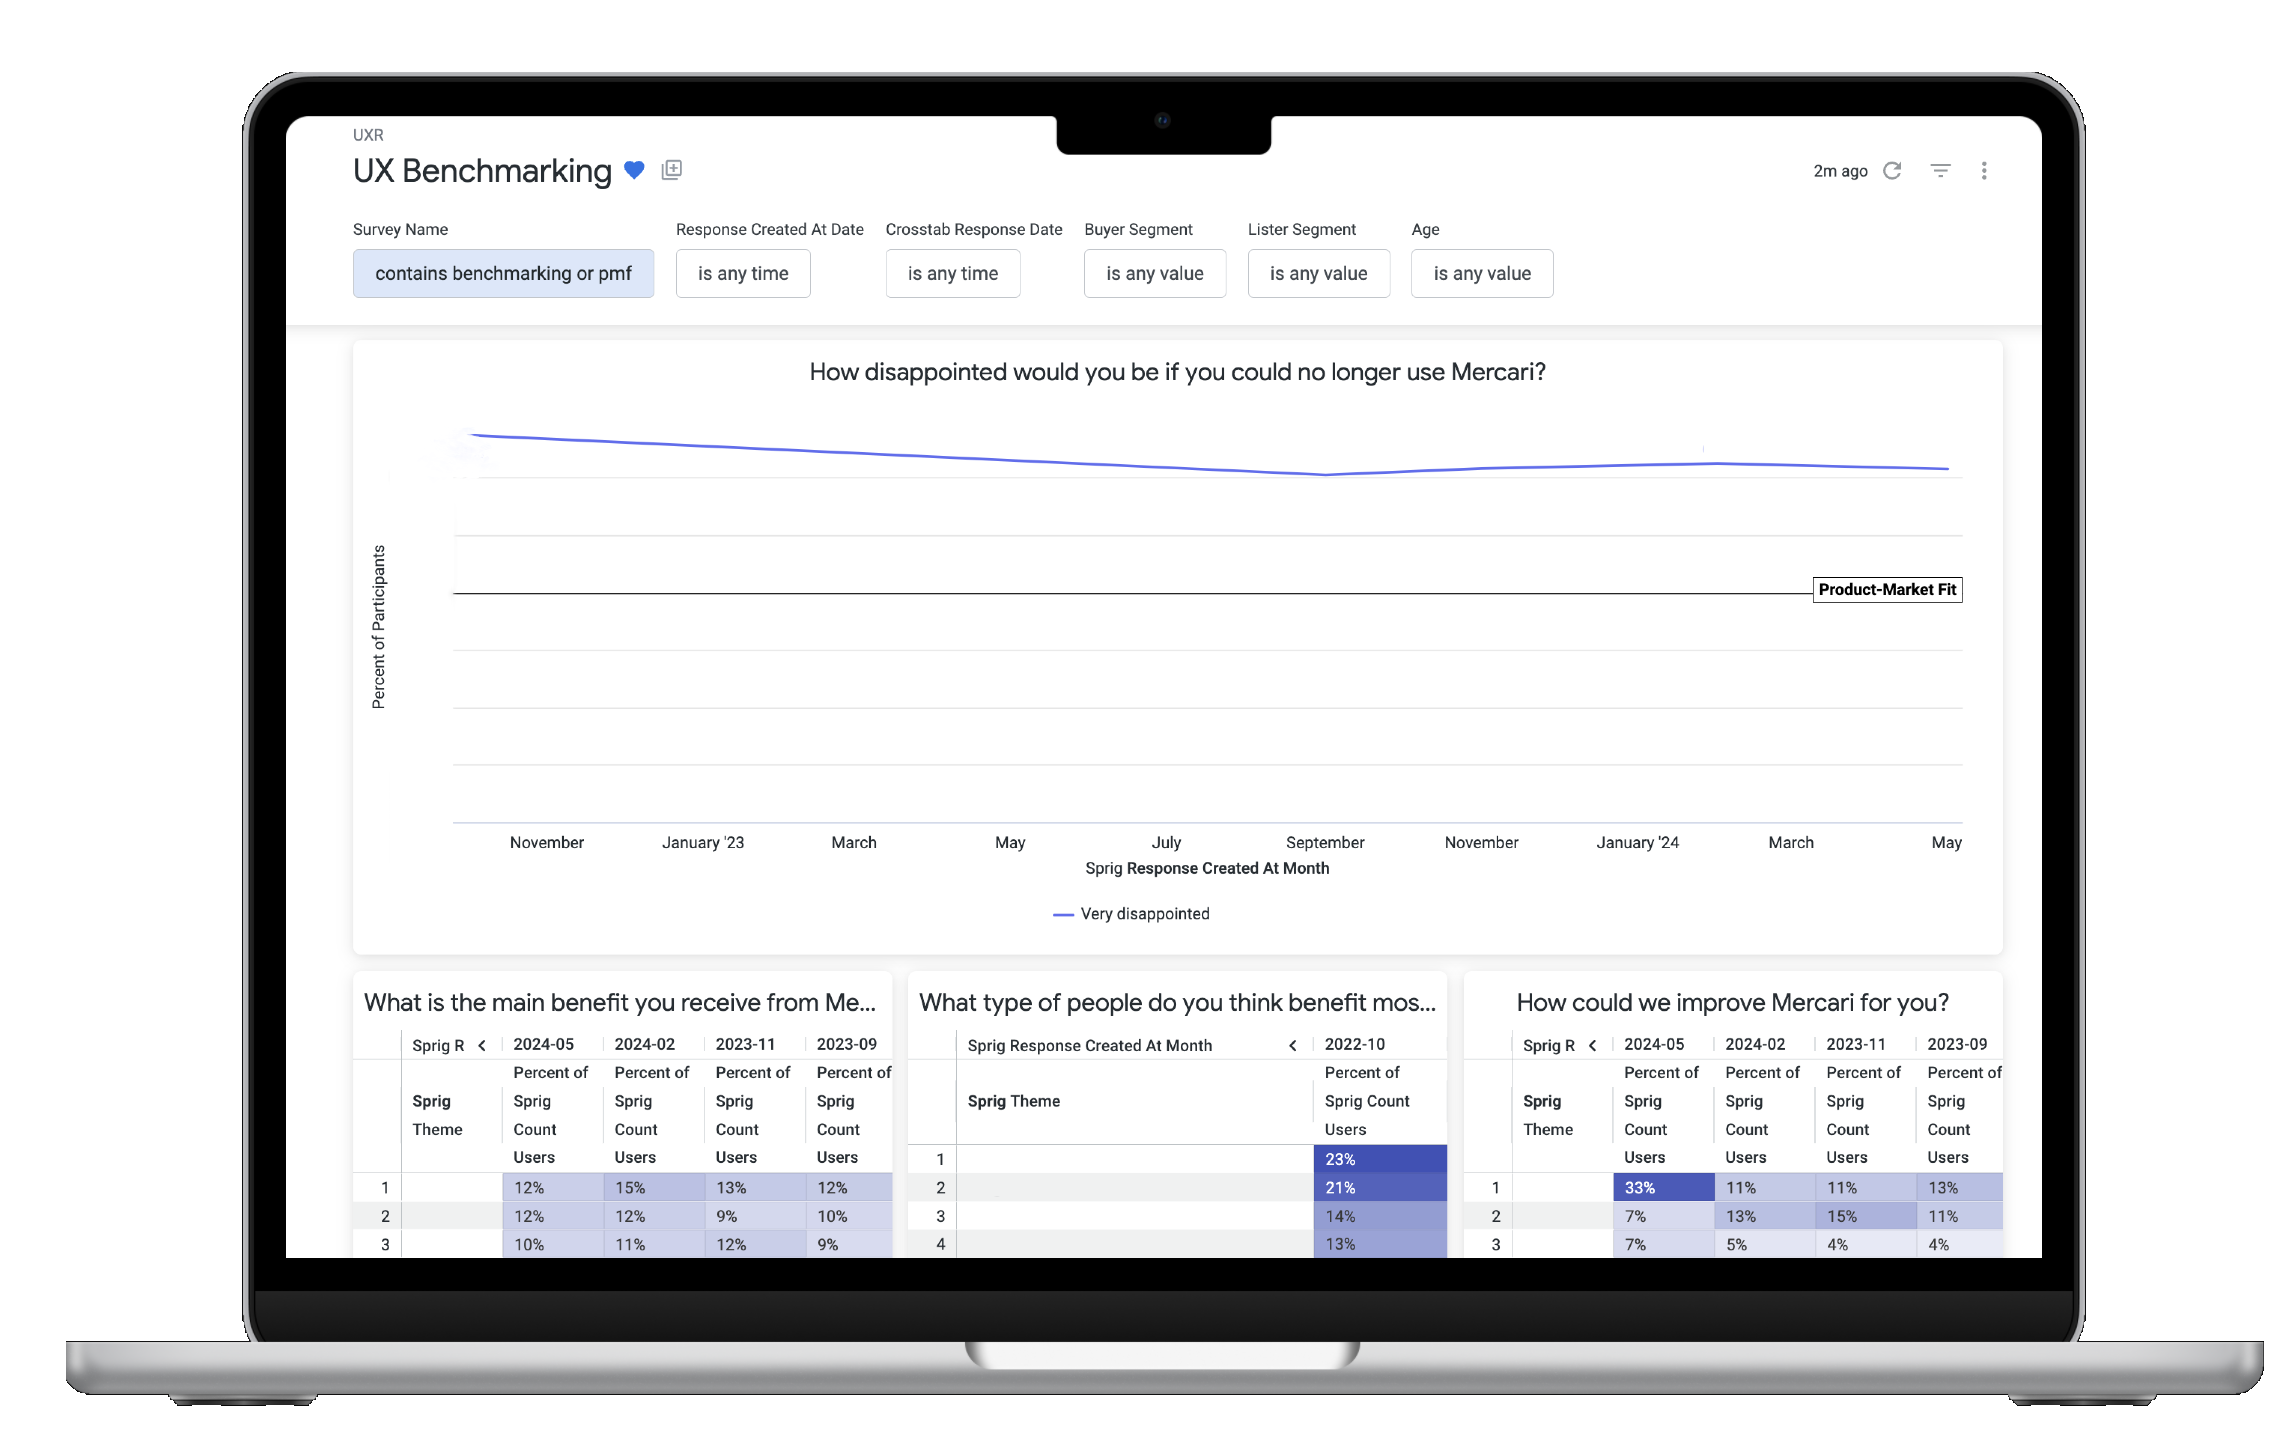 UXR
UX Benchmarking
2m ago
Survey Name
Response Created At Date
Crosstab Response Date
Buyer Segment
Lister Segment
Age
contains benchmarking or pmf
is any time
is any time
is any value
is any value
is any value
How disappointed would you be if you could no longer use Mercari?
Percent of Participants
Product-Market Fit
November January '23 March May July September November January '24 March May
Sprig Response Created At Month
Very disappointed
What is the main benefit you receive from Me...
Sprig R 2024-05 2024-02 2023-11 2023-09
Percent of Percent of Percent of Percent of
Sprig Sprig Sprig Sprig Sprig
Theme Count Count Count Count
Users Users Users Users
1 12% 15% 13% 12%
2 12% 12% 9% 10%
3 10% 11% 12% 9%
What type of people do you think benefit mos...
Sprig Response Created At Month 2022-10
Percent of
Sprig Theme Sprig Count
Users
1 23%
2 21%
3 14%
4 13%
How could we improve Mercari for you?
Sprig R 2024-05 2024-02 2023-11 2023-09
Percent of Percent of Percent of Percent of
Sprig Sprig Sprig Sprig Sprig
Theme Count Count Count Count
Users Users Users Users
1 33% 11% 11% 13%
2 7% 13% 15% 11%
3 7% 5% 4% 4%